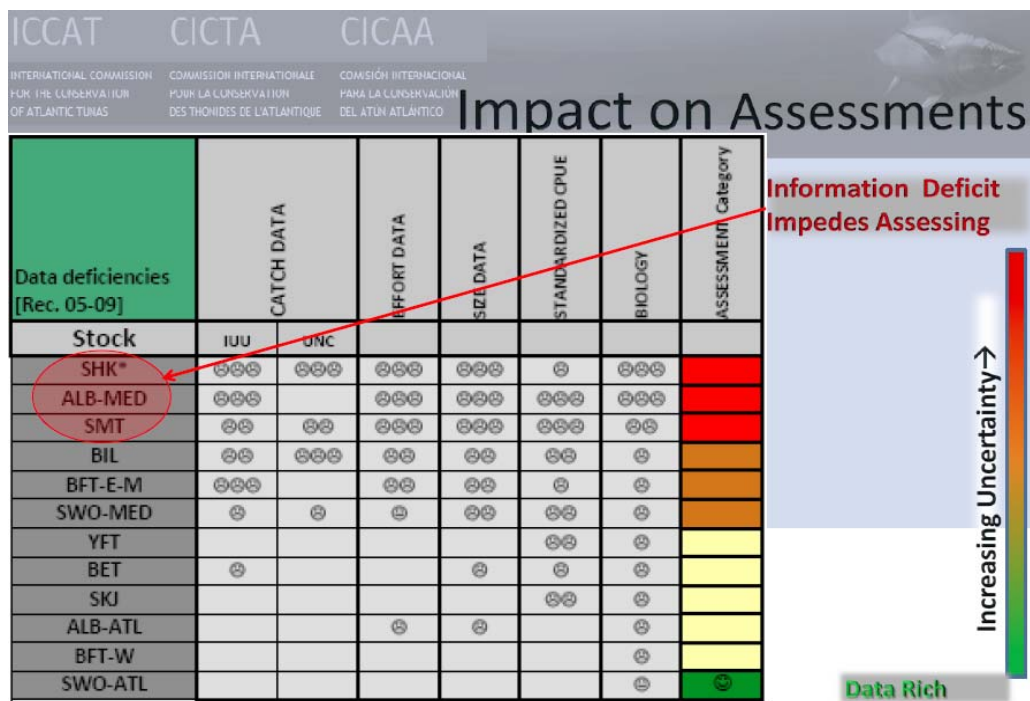 ICCAT CICTA CICAA
INTERNATIONAL COMMISSION
FOR THE CONSERVATION
OF ATLANTIC TUNAS
COMMISSION INTERNATIONALE
POUR LA CONSERVATION
DES THONIDES DE L'ATLANTIQUE
COMISIÓN INTERNACIONAL
PARA LA CONSERVACIÓN
DEL ATÚN ATLÁNTICO
Impact on Assessments
Data deficiencies
[Rec. 05-09]
CATCH DATA
EFFORT DATA
SIZE DATA
STANDARDIZED CPUE
BIOLOGY
ASSESSMENT Category
Stock IUU UNC
SHK*
ALB-MED
SMT
BIL
BFT-E-M
SWO-MED
YFT
BET
SKJ
ALB-ATL
BFT-W
SWO-ATL
Information Deficit
Impedes Assessing
Increasing Uncertainty→
Data Rich